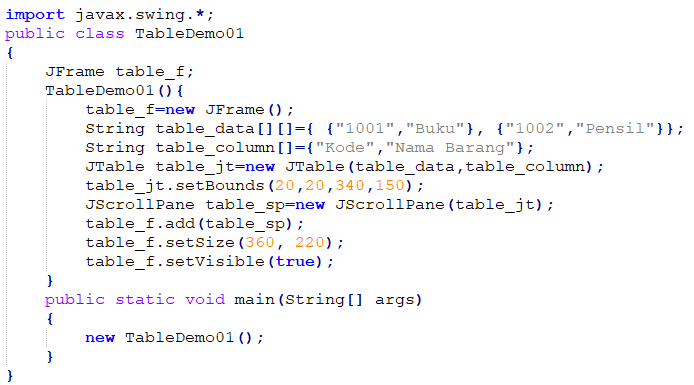 import javax.swing.*;
public class TableDemo01
{
    JFrame table_f;
    TableDemo01(){
        table_f=new JFrame();
        String table_data[][]={ {"1001","Buku"}, {"1002","Pensil"}};
        String table_column[]={"Kode","Nama Barang"};
        JTable table_jt=new JTable(table_data,table_column);
        table_jt.setBounds(20,20,340,150);
        JScrollPane table_sp=new JScrollPane(table_jt);
        table_f.add(table_sp);
        table_f.setSize(360, 220);
        table_f.setVisible(true);
    }
    public static void main(String[] args)
    {
        new TableDemo01();
    }
}